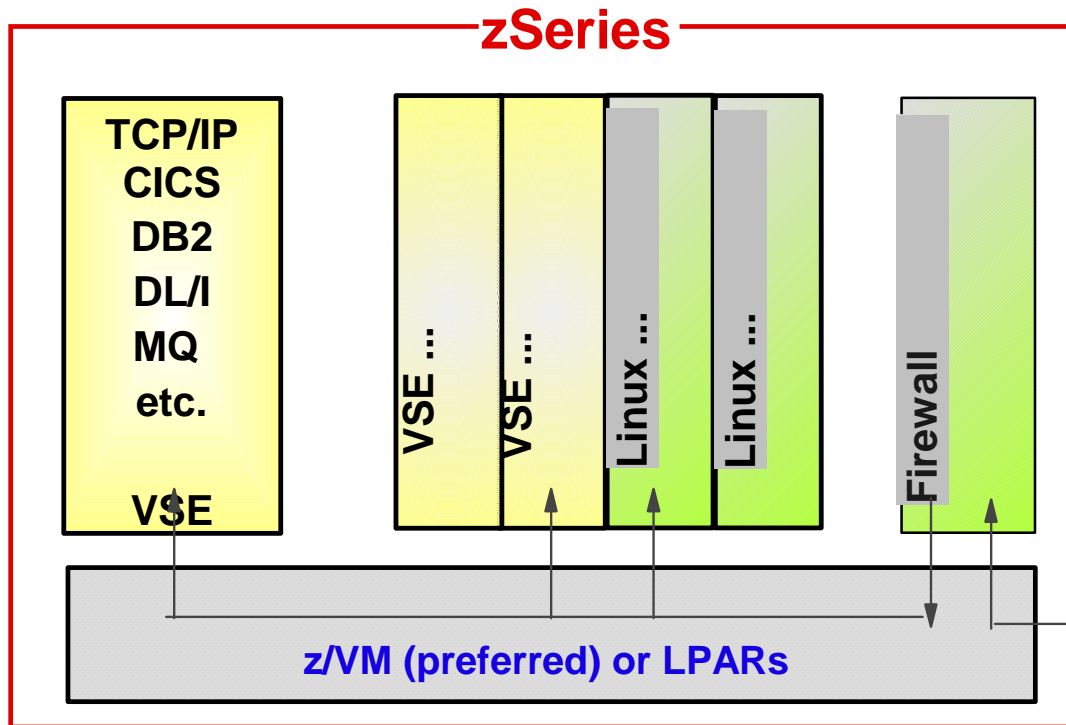 zSeries
TCP/IP
CICS
DB2
DL/I
MQ
etc.
VSE
VSE ...
VSE ...
Linux ...
Linux ...
Firewall
z/VM (preferred) or LPARs